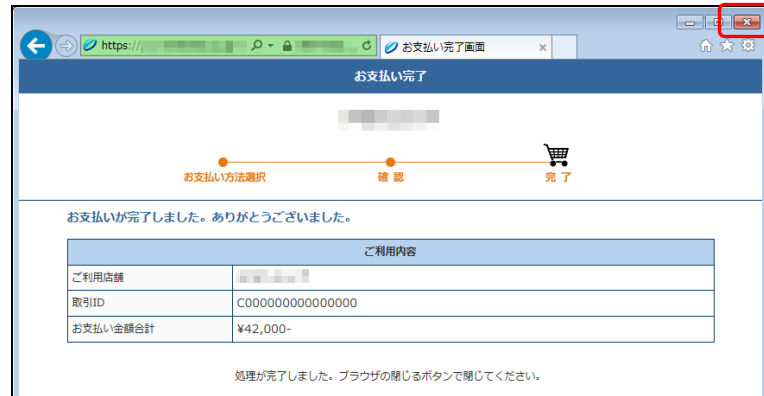 https://
お支払い完了画面
お支払い完了
お支払い方法選択
確 認
完 了
お支払いが完了しました。ありがとうございました。
ご利用内容
ご利用店舗
取引ID C000000000000000
お支払い金額合計 ¥42,000-
処理が完了しました。ブラウザの閉じるボタンで閉じてください。